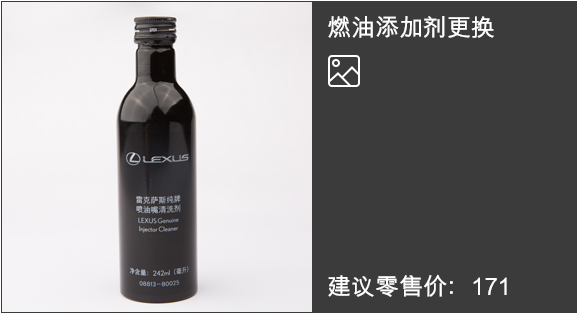 LEXUS
雷克萨斯纯牌
喷油嘴清洗剂
LEXUS Genuine
Injector Cleaner
净含量: 242ml (毫升)
08813-80025
燃油添加剂更换
建议零售价: 171